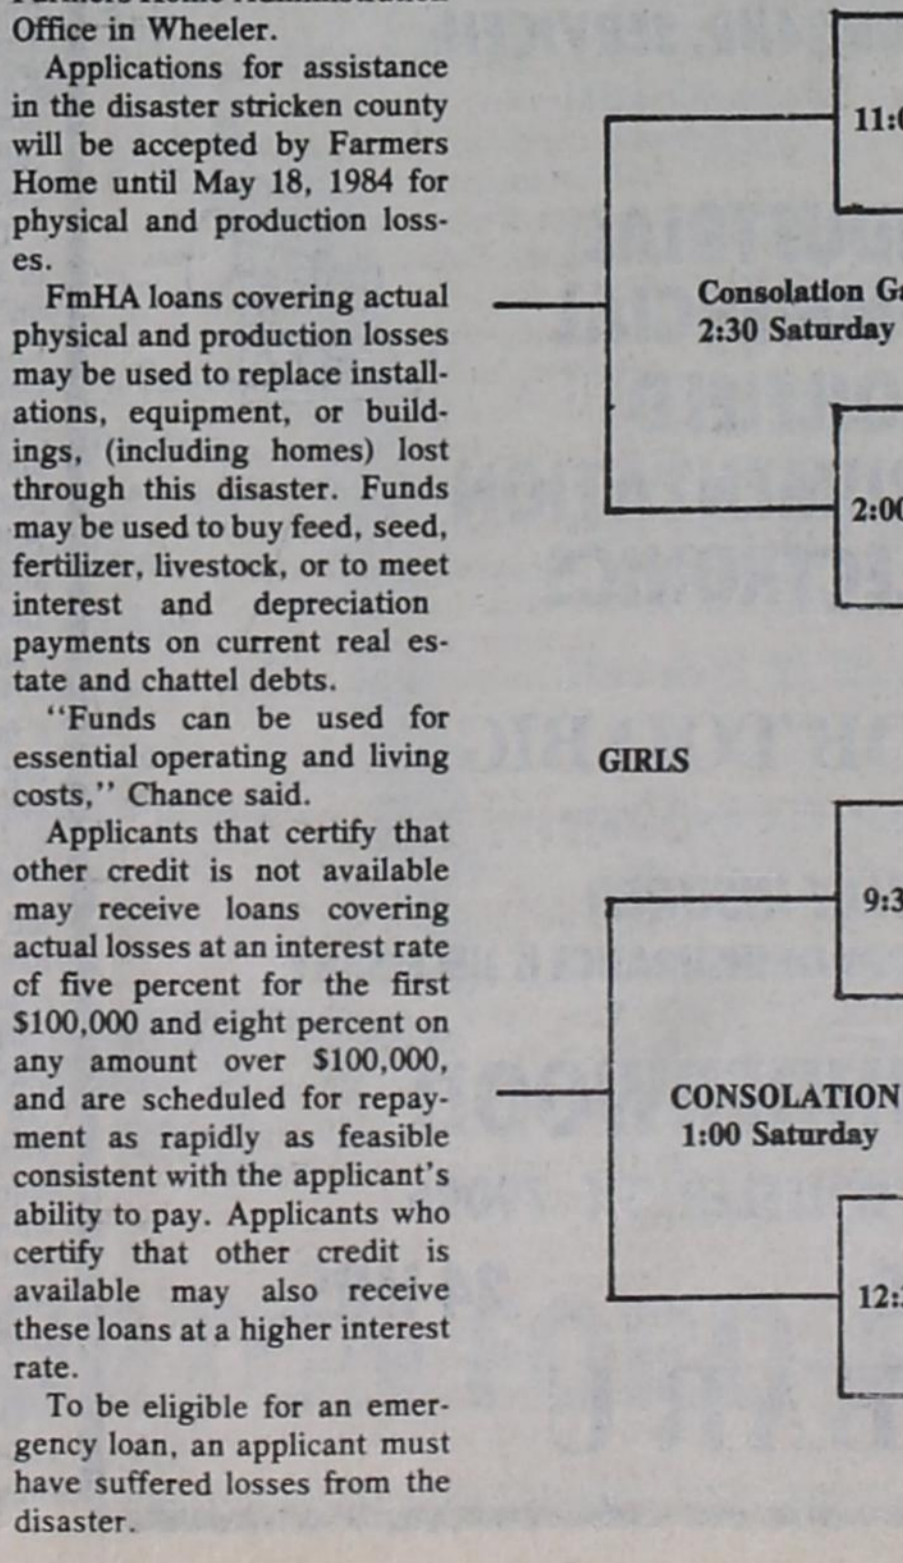 Office in Wheeler.
Applications for assistance
in the disaster stricken county
will be accepted by Farmers
Home until May 18, 1984 for
physical and production loss-
es.
FmHA loans covering actual
physical and production losses
may be used to replace install-
ations, equipment, or build-
ings, (including homes) lost
through this disaster. Funds
may be used to buy feed, seed,
fertilizer, livestock, or to meet
interest and depreciation
payments on current real es-
tate and chattel debts.
‘‘Funds can be used for
essential operating and living
costs,’’ Chance said.
Applicants that certify that
other credit is not available
may receive loans covering
actual losses at an interest rate
of five percent for the first
$100,000 and eight percent on
any amount over $100,000,
and are scheduled for repay-
ment as rapidly as feasible
consistent with the applicant's
ability to pay. Applicants who
certify that other credit is
available may also receive
these loans at a higher interest
rate.
To be eligible for an emer-
gency loan, an applicant must
have suffered losses from the
disaster.
11:
Consolation
2:30 Saturday
2:00
GIRLS
9:3
CONSOLATION
1:00 Saturday
12: